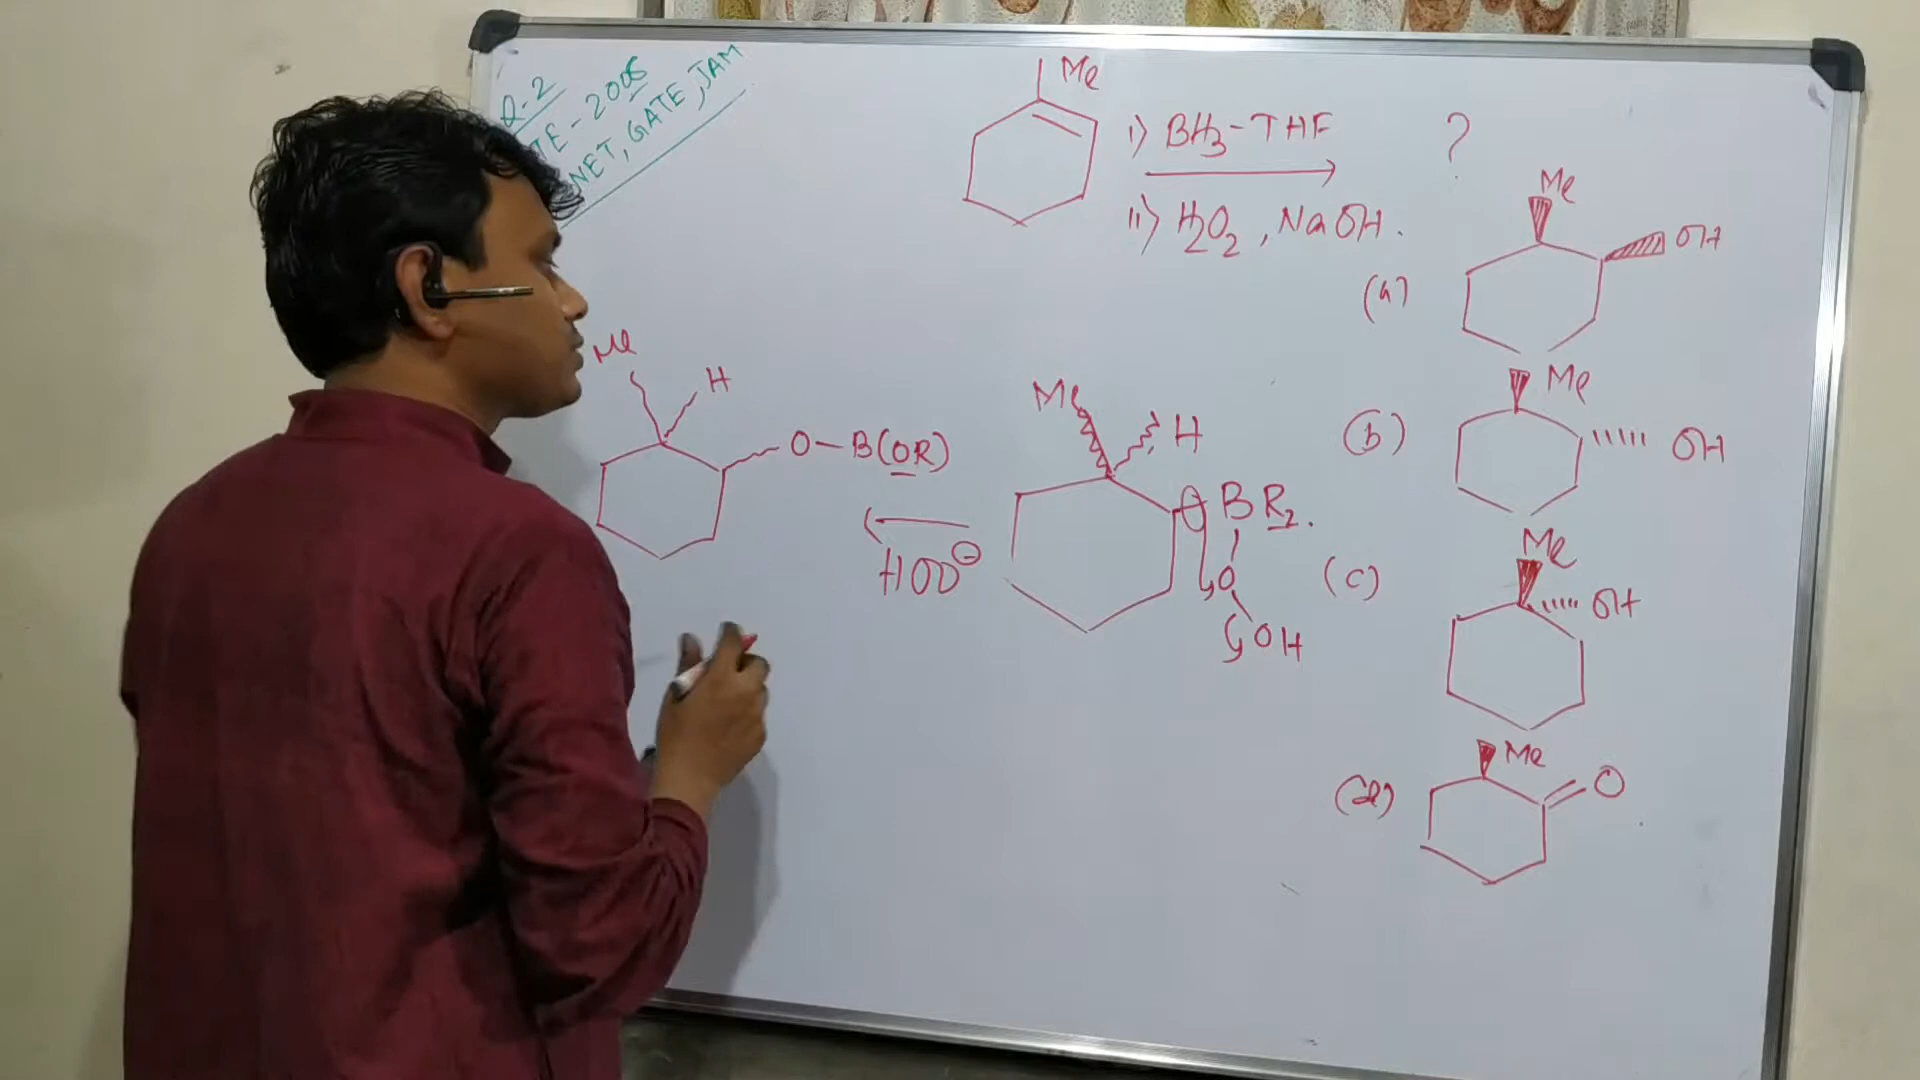 Q-2
TE-2005
NET, GATE, JAM
Me
i) BH3-THF
?
ii) H2O2, NaOH.
(a)
Me
OH
(b)
Me
OH
(c)
Me
OH
(d)
Me
O
Me
H
BR2.
O
OH
HOO⊖
Me
H
O-B(OR)